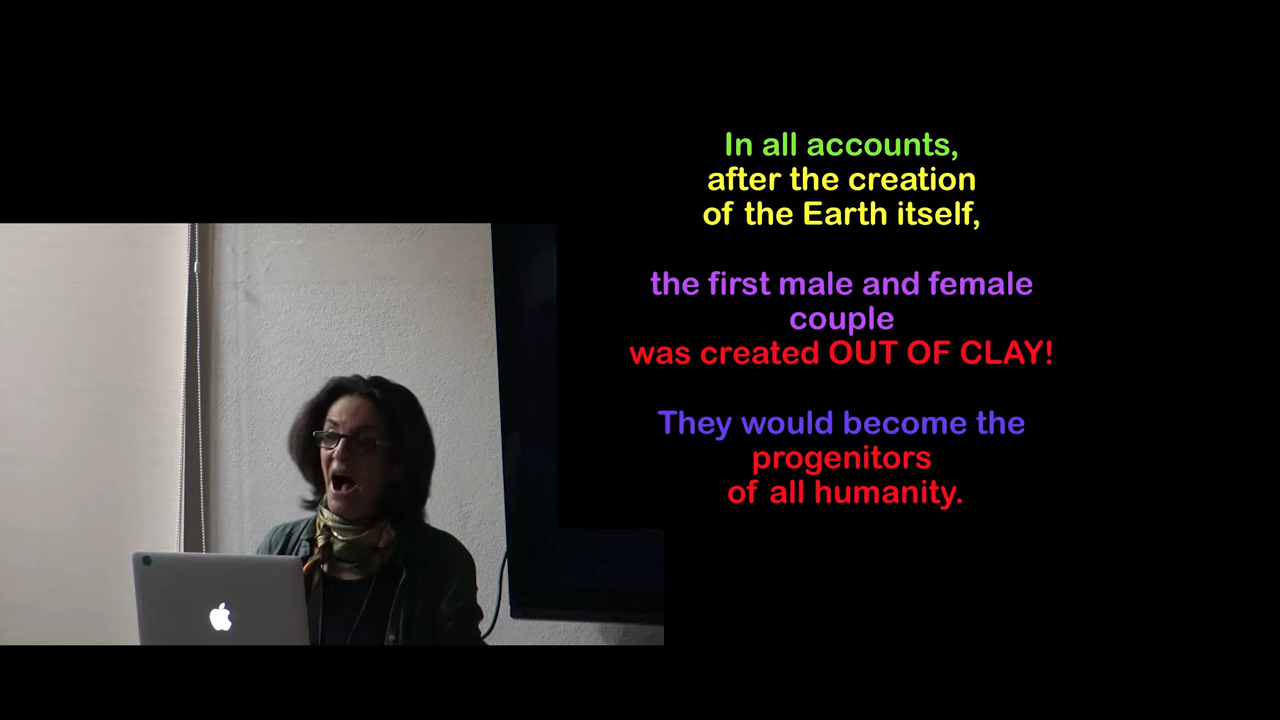 In all accounts,
after the creation
of the Earth itself,
the first male and female
couple
was created OUT OF CLAY!
They would become the
progenitors
of all humanity.